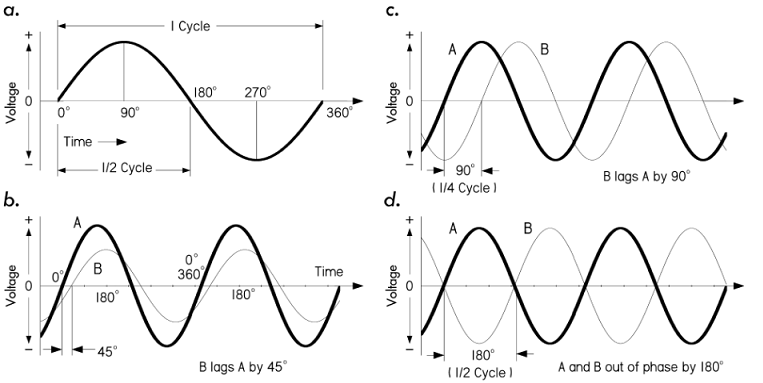 a.
1 Cycle
+
Voltage
0
–
0°
90°
180°
270°
360°
Time
1/2 Cycle
b.
+
Voltage
0
–
A
B
0°
180°
0°
360°
180°
Time
45°
B lags A by 45°
c.
+
Voltage
0
–
A
B
90°
( 1/4 Cycle )
B lags A by 90°
d.
+
Voltage
0
–
A
B
180°
( 1/2 Cycle )
A and B out of phase by 180°